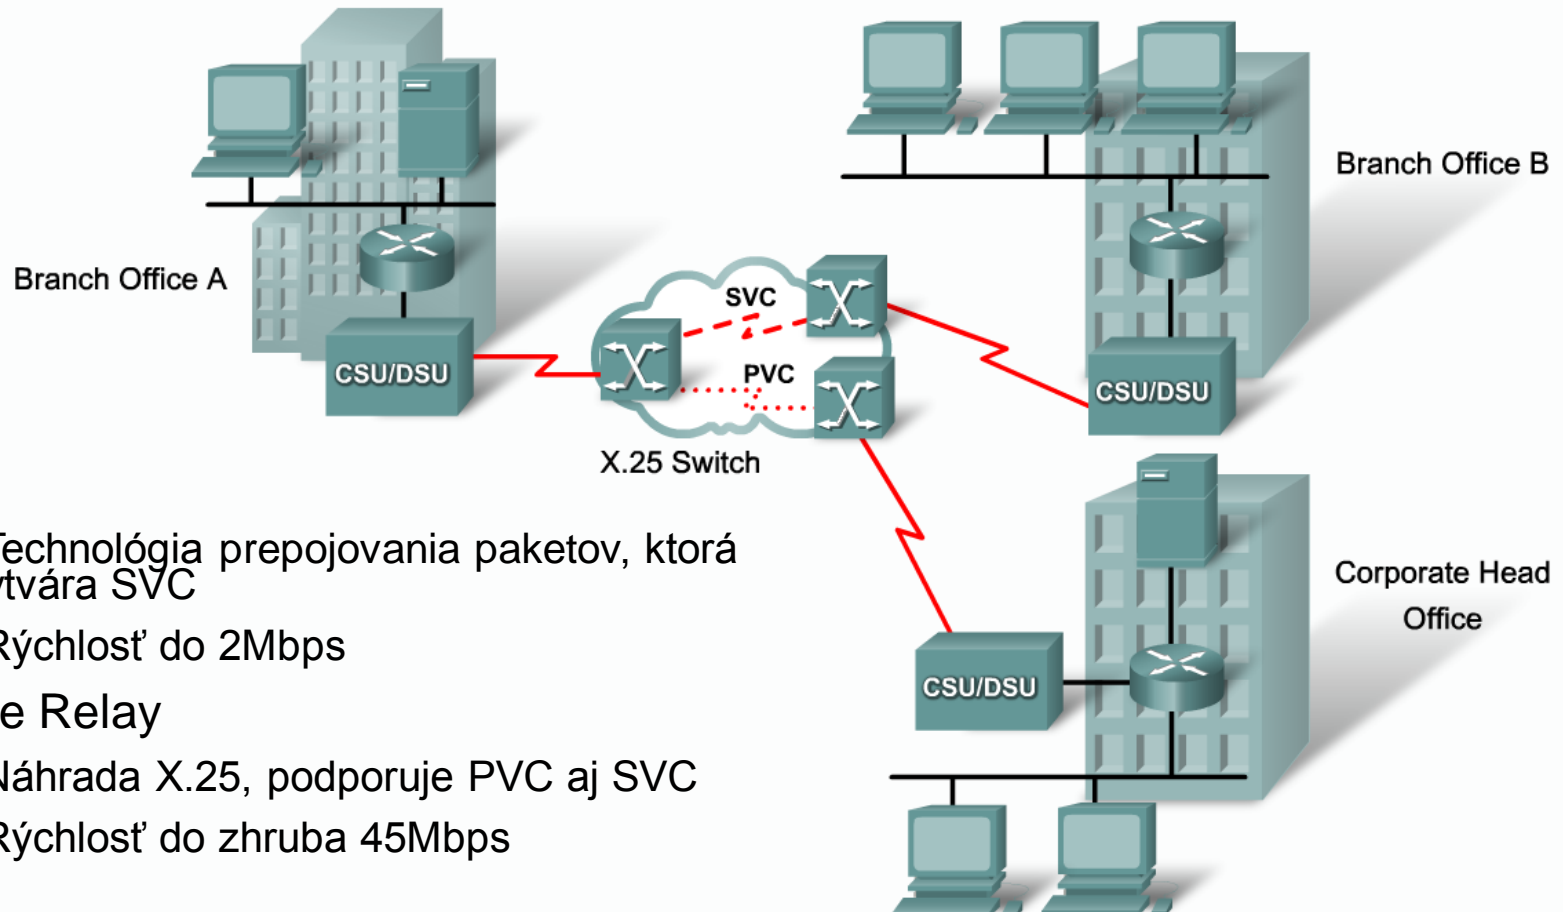 Branch Office B
Branch Office A
SVC
PVC
CSU/DSU
CSU/DSU
X.25 Switch
Technológia prepojovania paketov, ktorá
ytvára SVC
Rýchlosť do 2Mbps
e Relay
Náhrada X.25, podporuje PVC aj SVC
Rýchlosť do zhruba 45Mbps
Corporate Head
Office
CSU/DSU